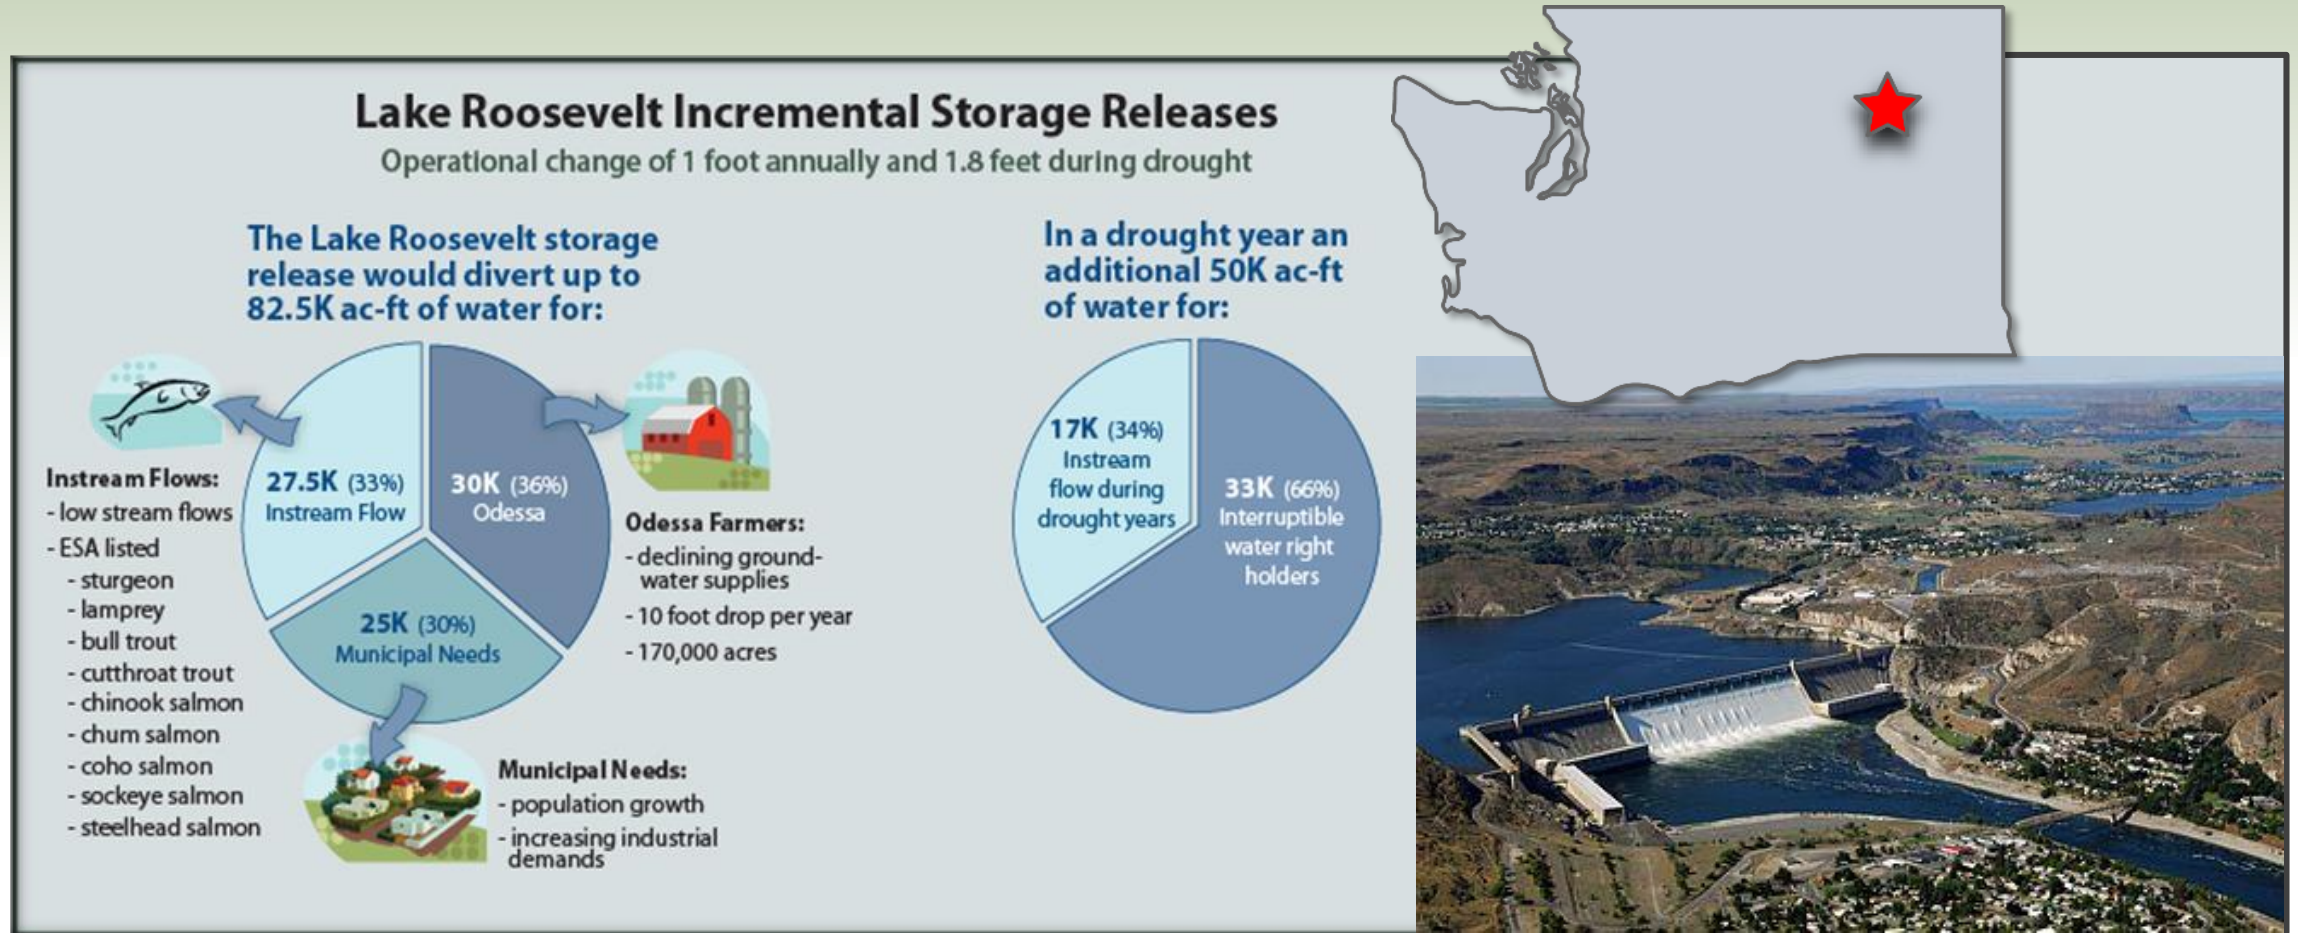 Lake Roosevelt Incremental Storage Releases
Operational change of 1 foot annually and 1.8 feet during drought
The Lake Roosevelt storage
release would divert up to
82.5K ac-ft of water for:
Instream Flows:
- low stream flows
- ESA listed
- sturgeon
- lamprey
- bull trout
- cutthroat trout
- chinook salmon
- chum salmon
- coho salmon
- sockeye salmon
- steelhead salmon
27.5K (33%)
Instream Flow
30K (36%)
Odessa
25K (30%)
Municipal Needs
Odessa Farmers:
- declining ground-
water supplies
- 10 foot drop per year
- 170,000 acres
Municipal Needs:
- population growth
- increasing industrial
demands
In a drought year an
additional 50K ac-ft
of water for:
17K (34%)
Instream
flow during
drought years
33K (66%)
Interruptible
water right
holders